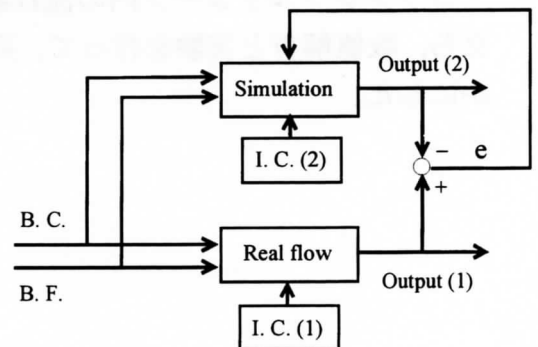 Output (2)
Simulation
− e
I. C. (2)
+
B. C.
Real flow
B. F.
Output (1)
I. C. (1)